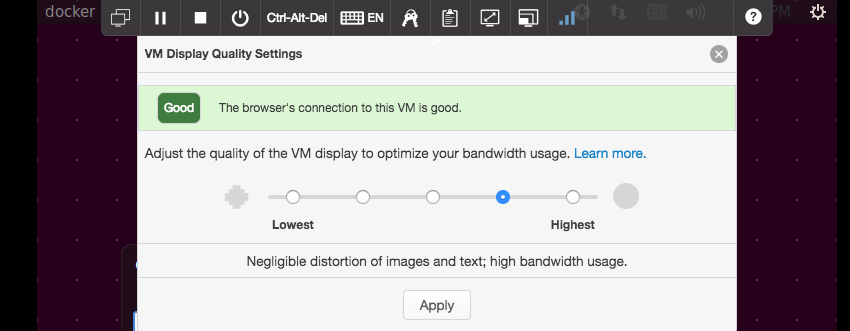 docker Ctrl-Alt-Del EN ? En PM
VM Display Quality Settings
Good The browser's connection to this VM is good.
Adjust the quality of the VM display to optimize your bandwidth usage. Learn more.
Lowest Highest
Negligible distortion of images and text; high bandwidth usage.
Apply